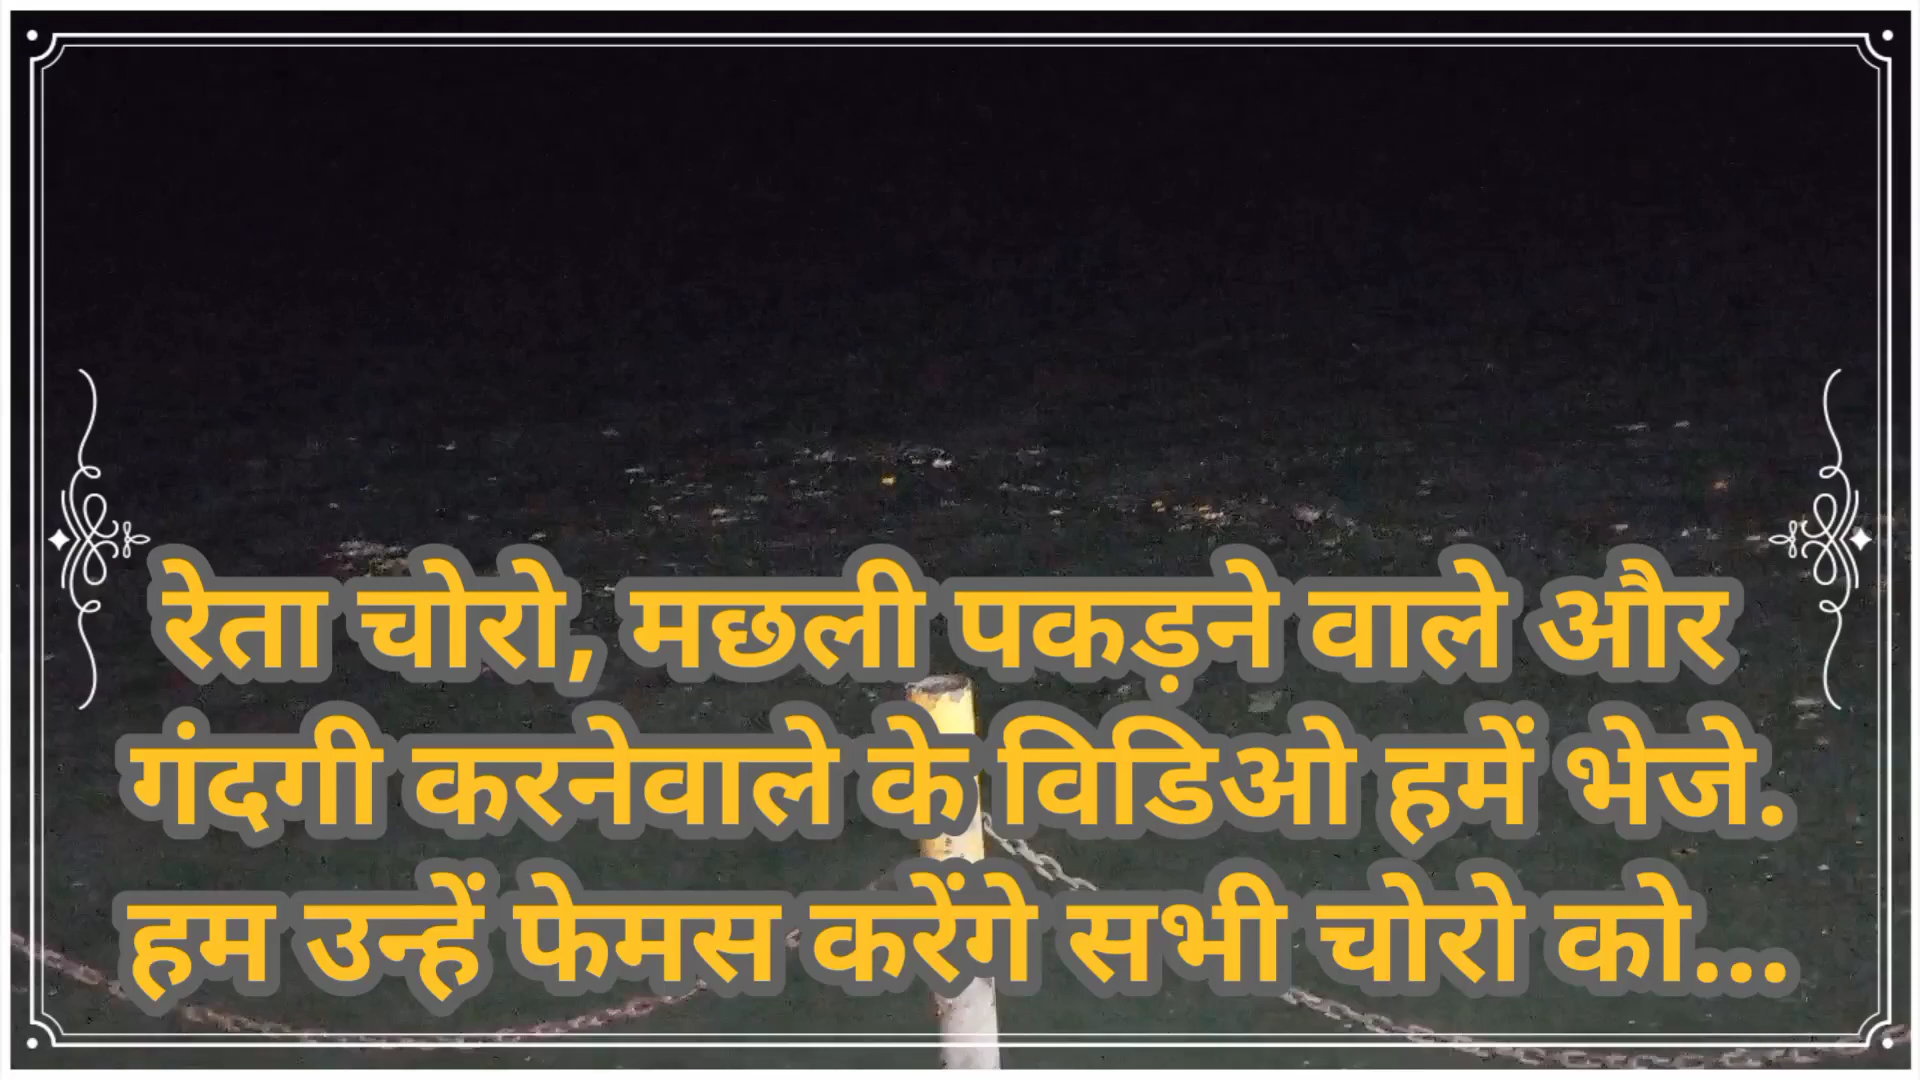 रेता चोरो, मछली पकड़ने वाले और
गंदगी करनेवाले के विडिओ हमें भेजे.
हम उन्हें फेमस करेंगे सभी चोरो को...